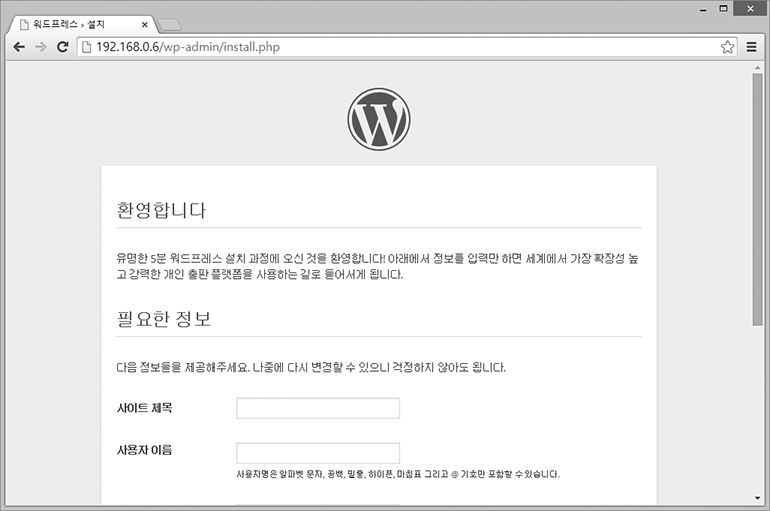 워드프레스 › 설치
192.168.0.6/wp-admin/install.php
환영합니다
유명한 5분 워드프레스 설치 과정에 오신 것을 환영합니다! 아래에서 정보를 입력만 하면 세계에서 가장 확장성 높
고 강력한 개인 출판 플랫폼을 사용하는 길로 들어서게 됩니다.
필요한 정보
다음 정보들을 제공해주세요. 나중에 다시 변경할 수 있으니 걱정하지 않아도 됩니다.
사이트 제목
사용자 이름
사용자명은 알파벳 문자, 공백, 밑줄, 하이픈, 마침표 그리고 @ 기호만 포함할 수 있습니다.